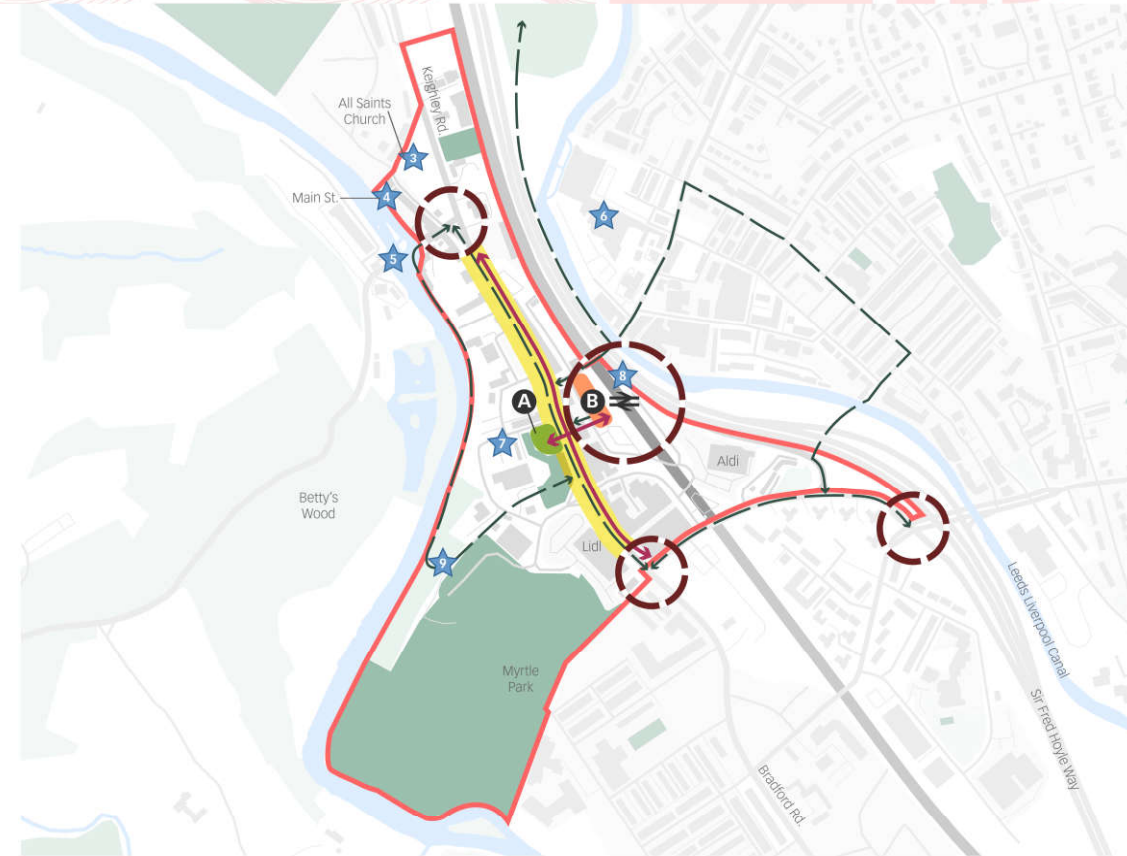 Keighley Rd.
All Saints
Church
3
Main St.
4
6
5
8
A
B
7
Aldi
Betty's
Wood
Lidl
9
Leeds Liverpool Canal
Myrtle
Park
Sir Fred Hoyle Way
Bradford Rd.